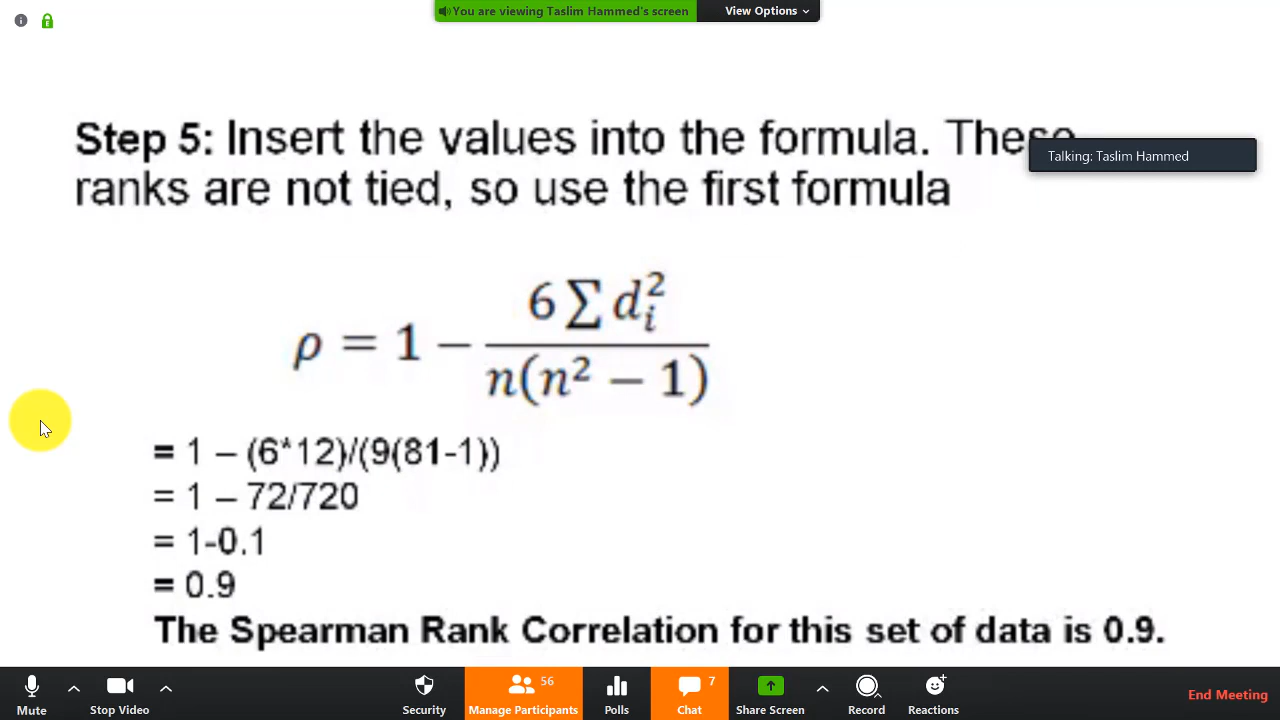 You are viewing Taslim Hammed's screen
View Options
Step 5: Insert the values into the formula. These
Talking: Taslim Hammed
ranks are not tied, so use the first formula
ρ = 1 − 6 ∑ d_i^2 / n(n^2 − 1)
= 1 – (6*12)/(9(81-1))
= 1 – 72/720
= 1-0.1
= 0.9
The Spearman Rank Correlation for this set of data is 0.9.
56
7
Mute
Stop Video
Security
Manage Participants
Polls
Chat
Share Screen
Record
Reactions
End Meeting